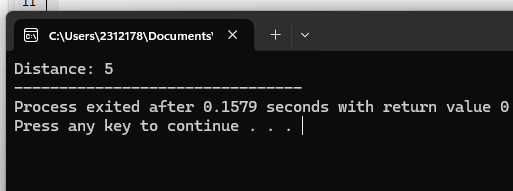 11
C:\Users\2312178\Documents\
Distance: 5
--------------------------------
Process exited after 0.1579 seconds with return value 0
Press any key to continue . . .